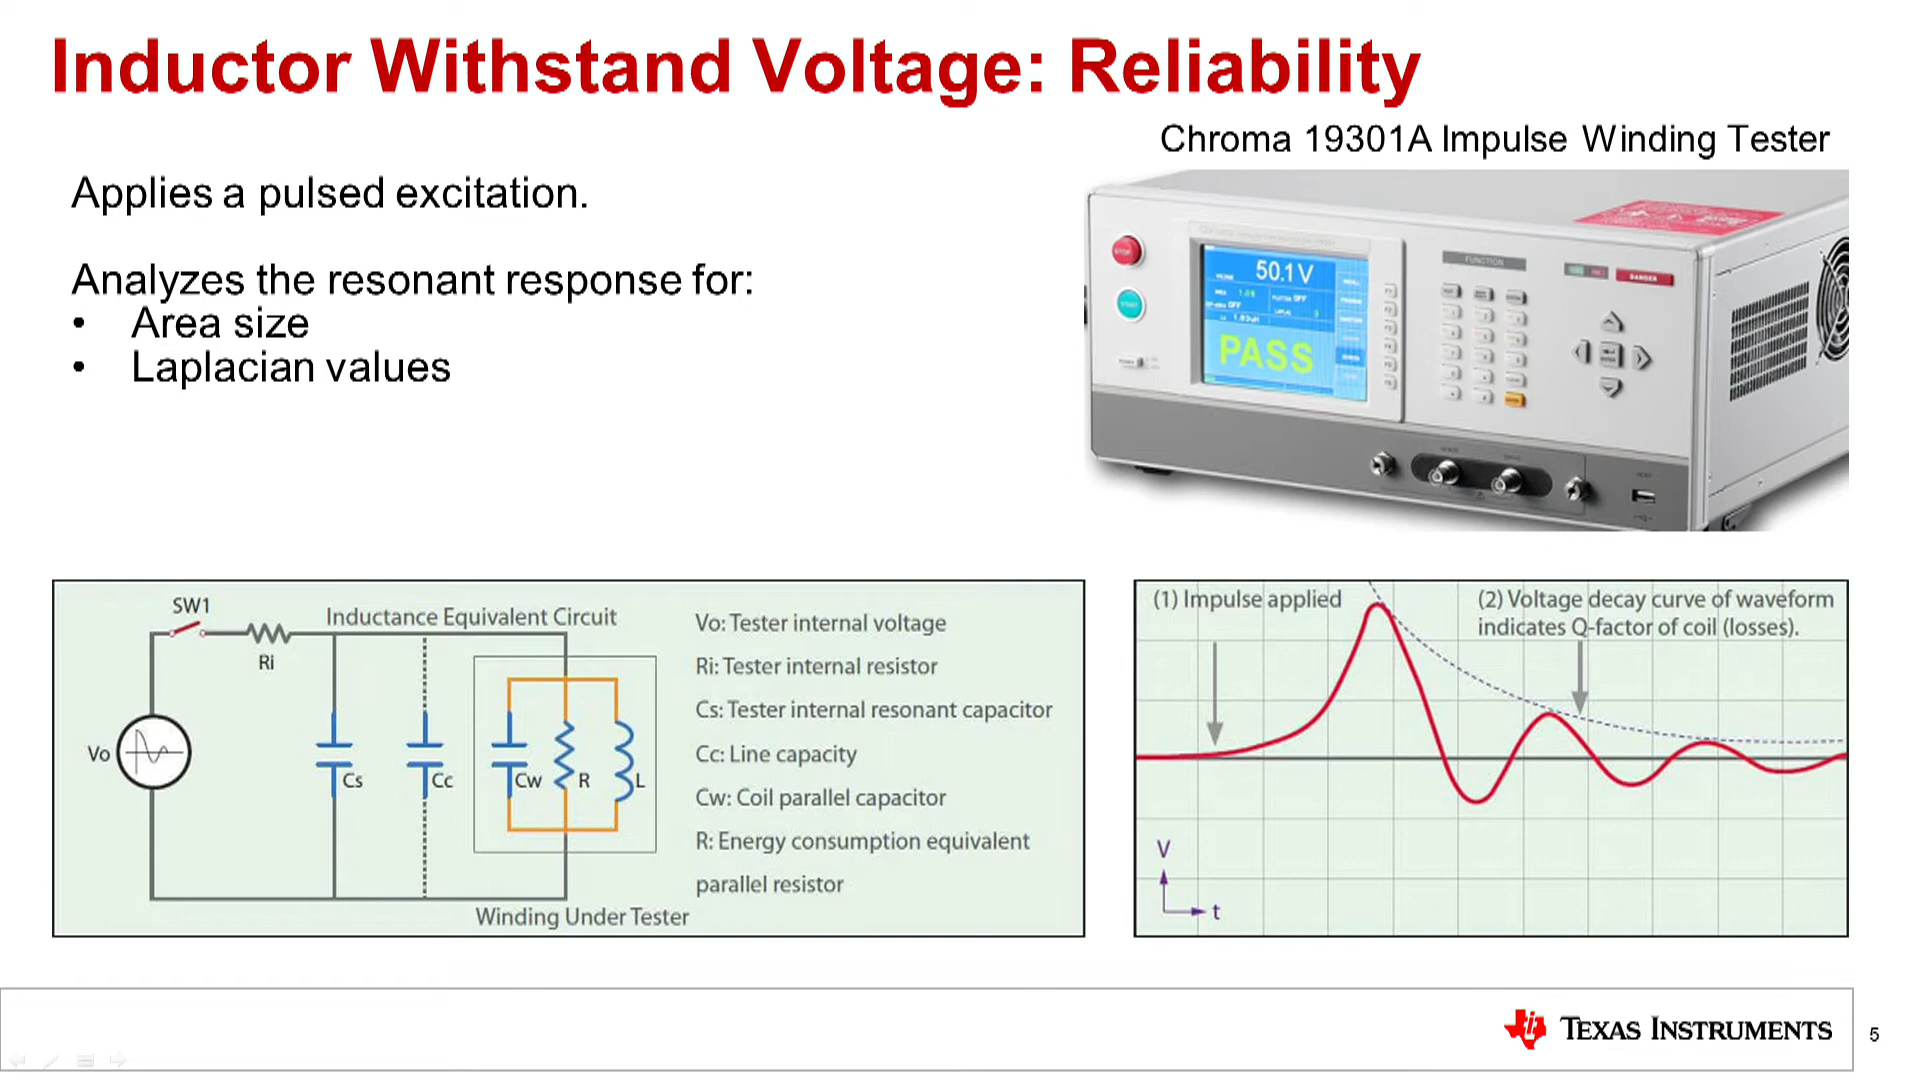 Inductor Withstand Voltage: Reliability
Chroma 19301A Impulse Winding Tester
Applies a pulsed excitation.
Analyzes the resonant response for:
• Area size
• Laplacian values
STOP
START
50.1V
PASS
FUNCTION
DANGER
SW1
Ri
Inductance Equivalent Circuit
Vo
Cs
Cc
Cw
R
L
Winding Under Tester
Vo: Tester internal voltage
Ri: Tester internal resistor
Cs: Tester internal resonant capacitor
Cc: Line capacity
Cw: Coil parallel capacitor
R: Energy consumption equivalent
parallel resistor
(1) Impulse applied
(2) Voltage decay curve of waveform
indicates Q-factor of coil (losses).
V
t
TEXAS INSTRUMENTS
5